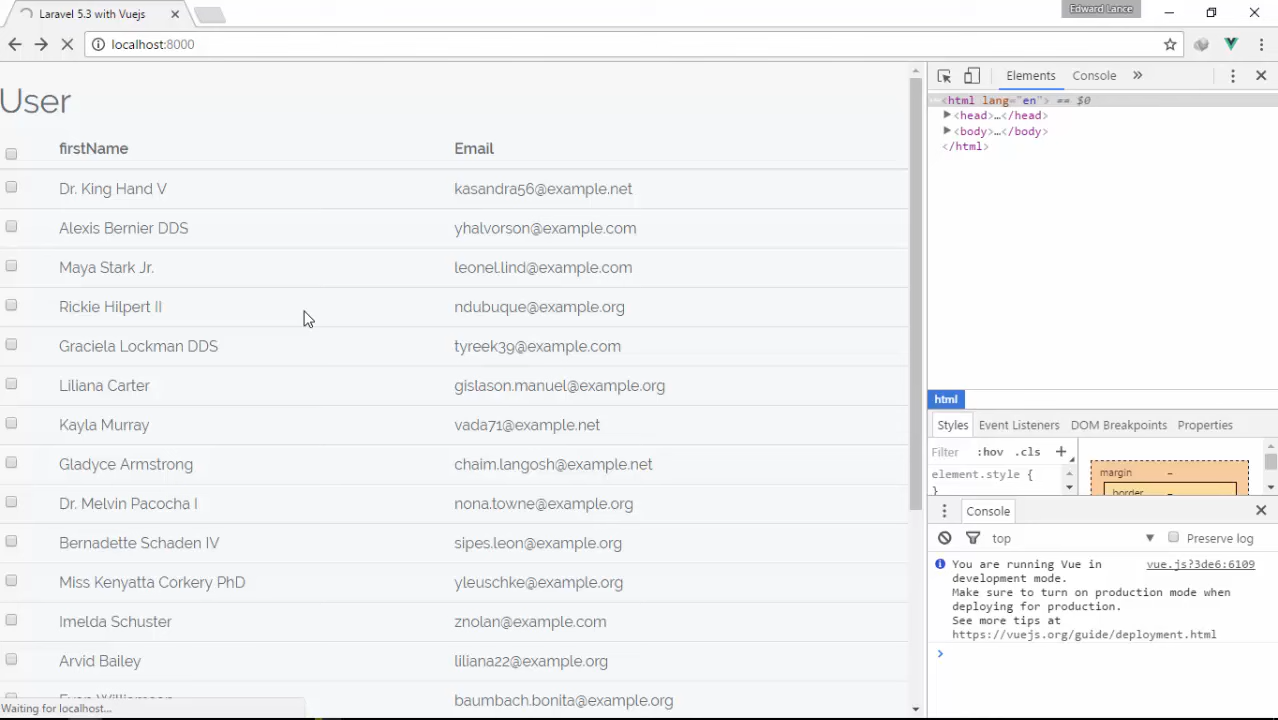 Laravel 5.3 with Vuejs
Edward Lance
localhost:8000
User
firstName Email
Dr. King Hand V kasandra56@example.net
Alexis Bernier DDS yhalvorson@example.com
Maya Stark Jr. leonel.lind@example.com
Rickie Hilpert II ndubuque@example.org
Graciela Lockman DDS tyreek39@example.com
Liliana Carter gislason.manuel@example.org
Kayla Murray vada71@example.net
Gladyce Armstrong chaim.langosh@example.net
Dr. Melvin Pacocha I nona.towne@example.org
Bernadette Schaden IV sipes.leon@example.org
Miss Kenyatta Corkery PhD yleuschke@example.org
Imelda Schuster znolan@example.com
Arvid Bailey liliana22@example.org
baumbach.bonita@example.org
Waiting for localhost...
Elements Console »
<html lang="en"> == $0
<head>…</head>
<body>…</body>
</html>
html
Styles Event Listeners DOM Breakpoints Properties
Filter :hov .cls +
element.style {
}
margin -
border -
Console
top Preserve log
You are running Vue in vue.js?3de6:6109
development mode.
Make sure to turn on production mode when
deploying for production.
See more tips at
https://vuejs.org/guide/deployment.html
>